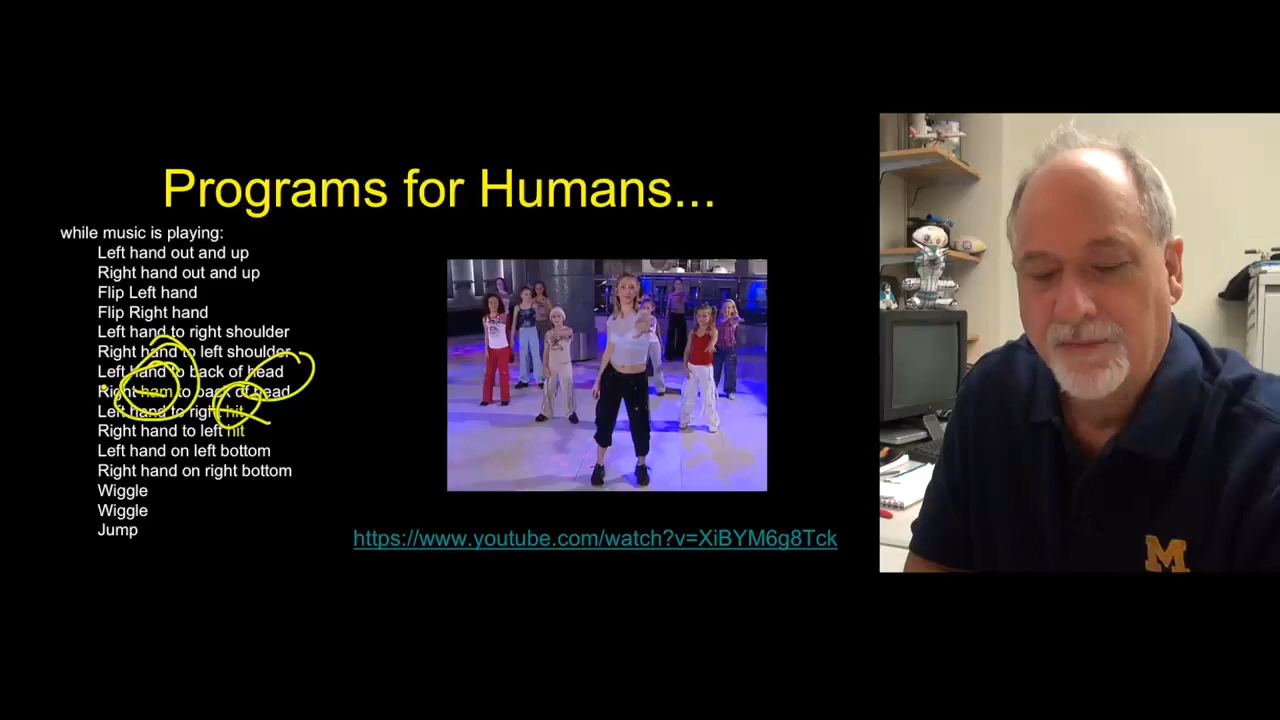 Programs for Humans...
while music is playing:
Left hand out and up
Right hand out and up
Flip Left hand
Flip Right hand
Left hand to right shoulder
Right hand to left shoulder
Left hand to back of head
Right ham to back of head
Left hand to right hit
Right hand to left hit
Left hand on left bottom
Right hand on right bottom
Wiggle
Wiggle
Jump
https://www.youtube.com/watch?v=XiBYM6g8Tck
M